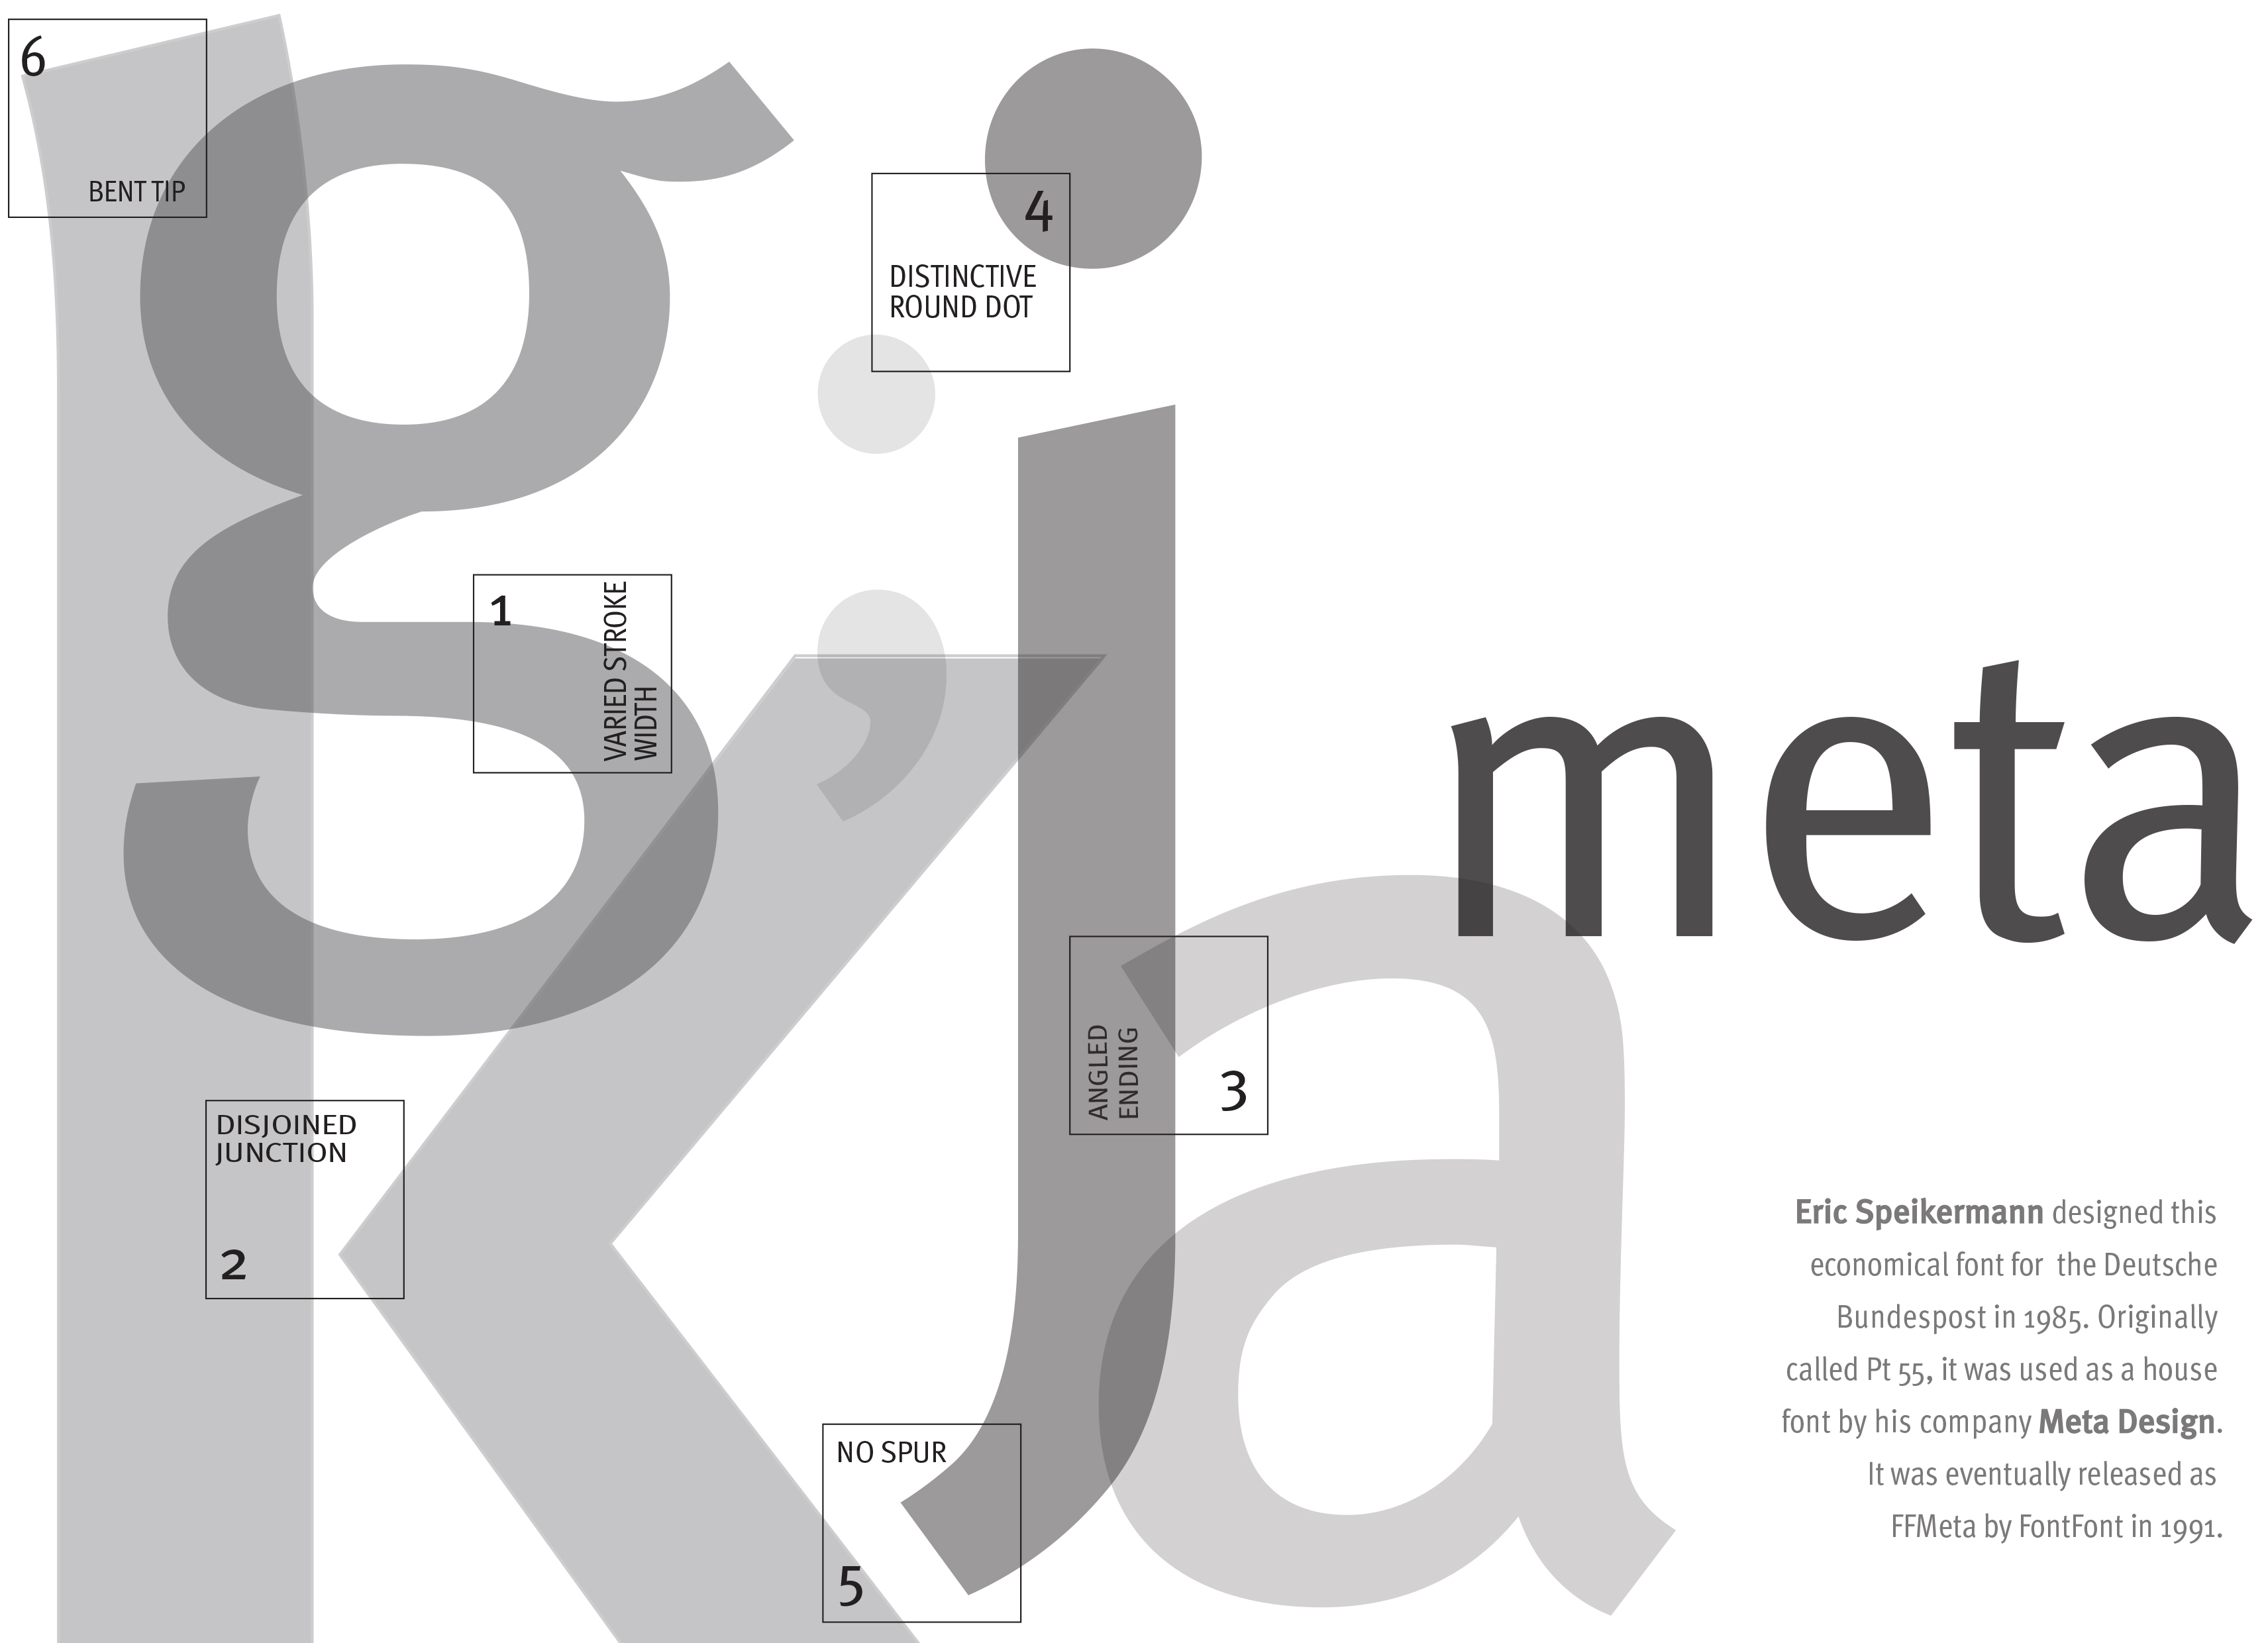 6
BENT TIP
g
k
j
;
a
4
DISTINCTIVE
ROUND DOT
1
VARIED STROKE
WIDTH
meta
ANGLED
ENDING
3
DISJOINED
JUNCTION
2
NO SPUR
5
Eric Speikermann designed this
economical font for the Deutsche
Bundespost in 1985. Originally
called Pt 55, it was used as a house
font by his company Meta Design.
It was eventually released as
FFMeta by FontFont in 1991.